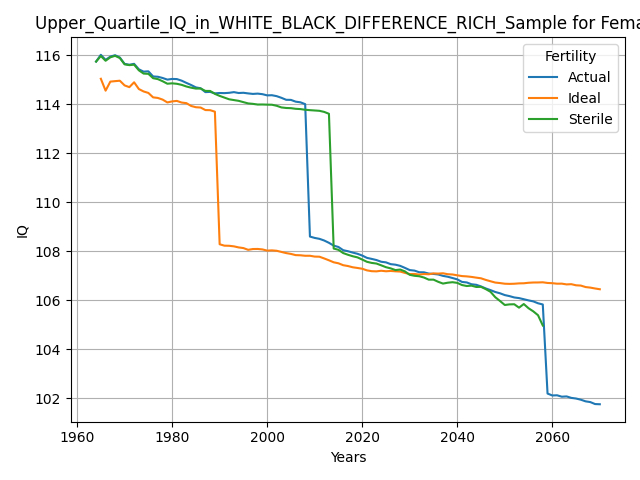 Upper_Quartile_IQ_in_WHITE_BLACK_DIFFERENCE_RICH_Sample for Fema
Fertility
Actual
Ideal
Sterile
116
114
112
110
108
106
104
102
IQ
1960
1980
2000
2020
2040
2060
Years